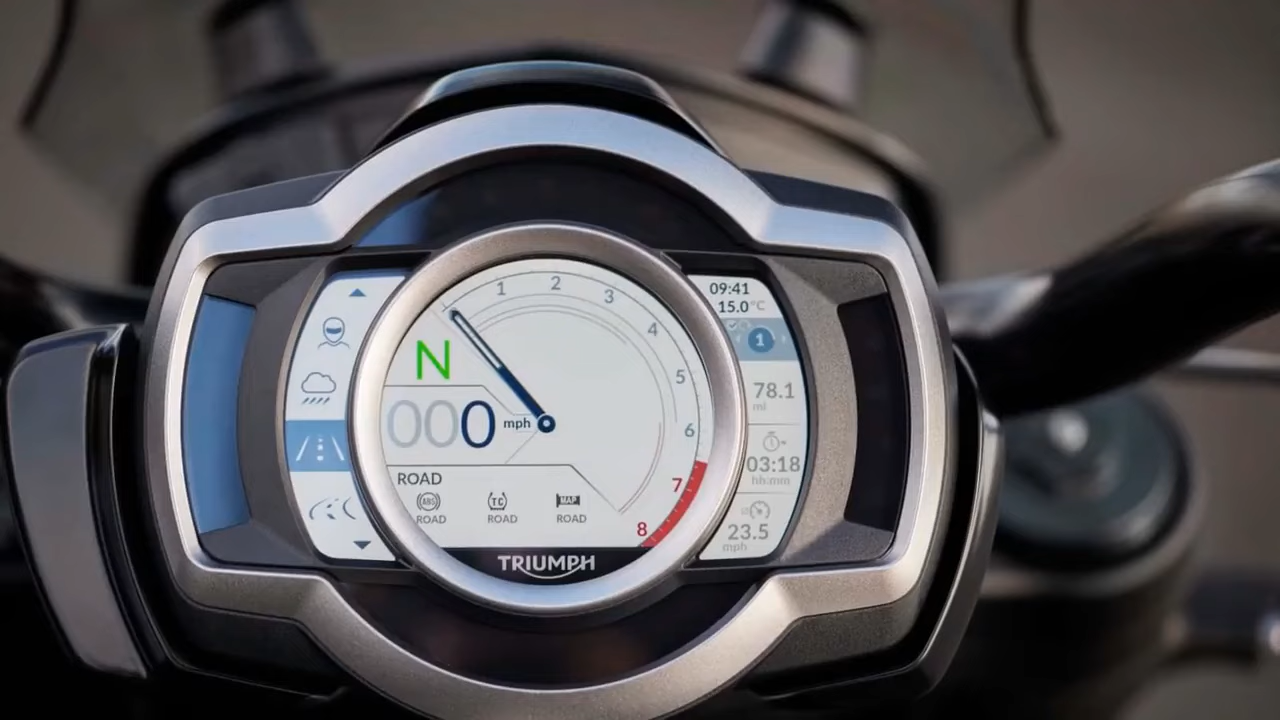 1
2
3
4
5
6
7
8
N
000 mph
ROAD
ABS
TC
MAP
ROAD
ROAD
ROAD
TRIUMPH
09:41
15.0°C
1
78.1
mi
03:18
hh:mm
23.5
mph